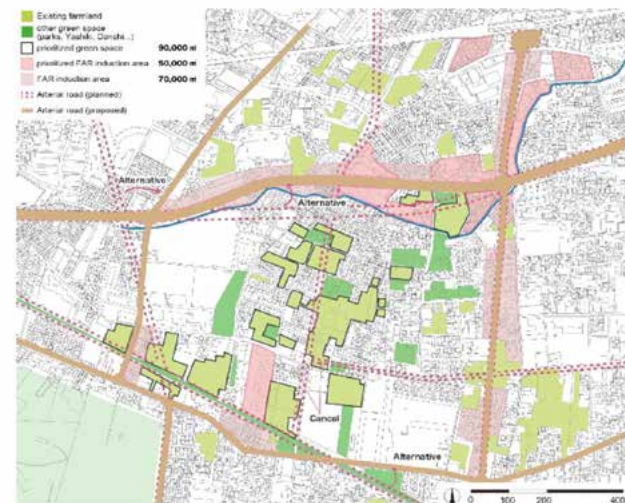 Existing farmland
other green space
(parks, Yashiki, Danchi...)
prioritized green space 90,000 ㎡
prioritized FAR induction area 50,000 ㎡
FAR induction area 70,000 ㎡
Arterial road (planned)
Arterial road (proposed)
Alternative
Alternative
Cancel
Alternative
0 100 200 400